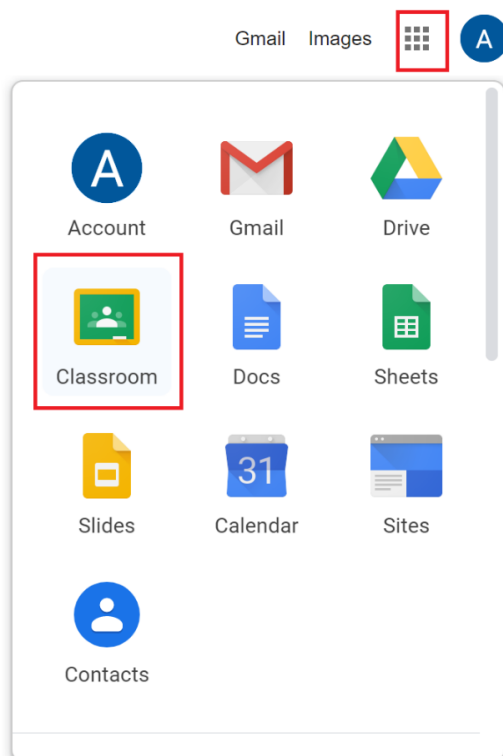 Gmail Images A
A
Account Gmail Drive
Classroom Docs Sheets
31
Slides Calendar Sites
Contacts